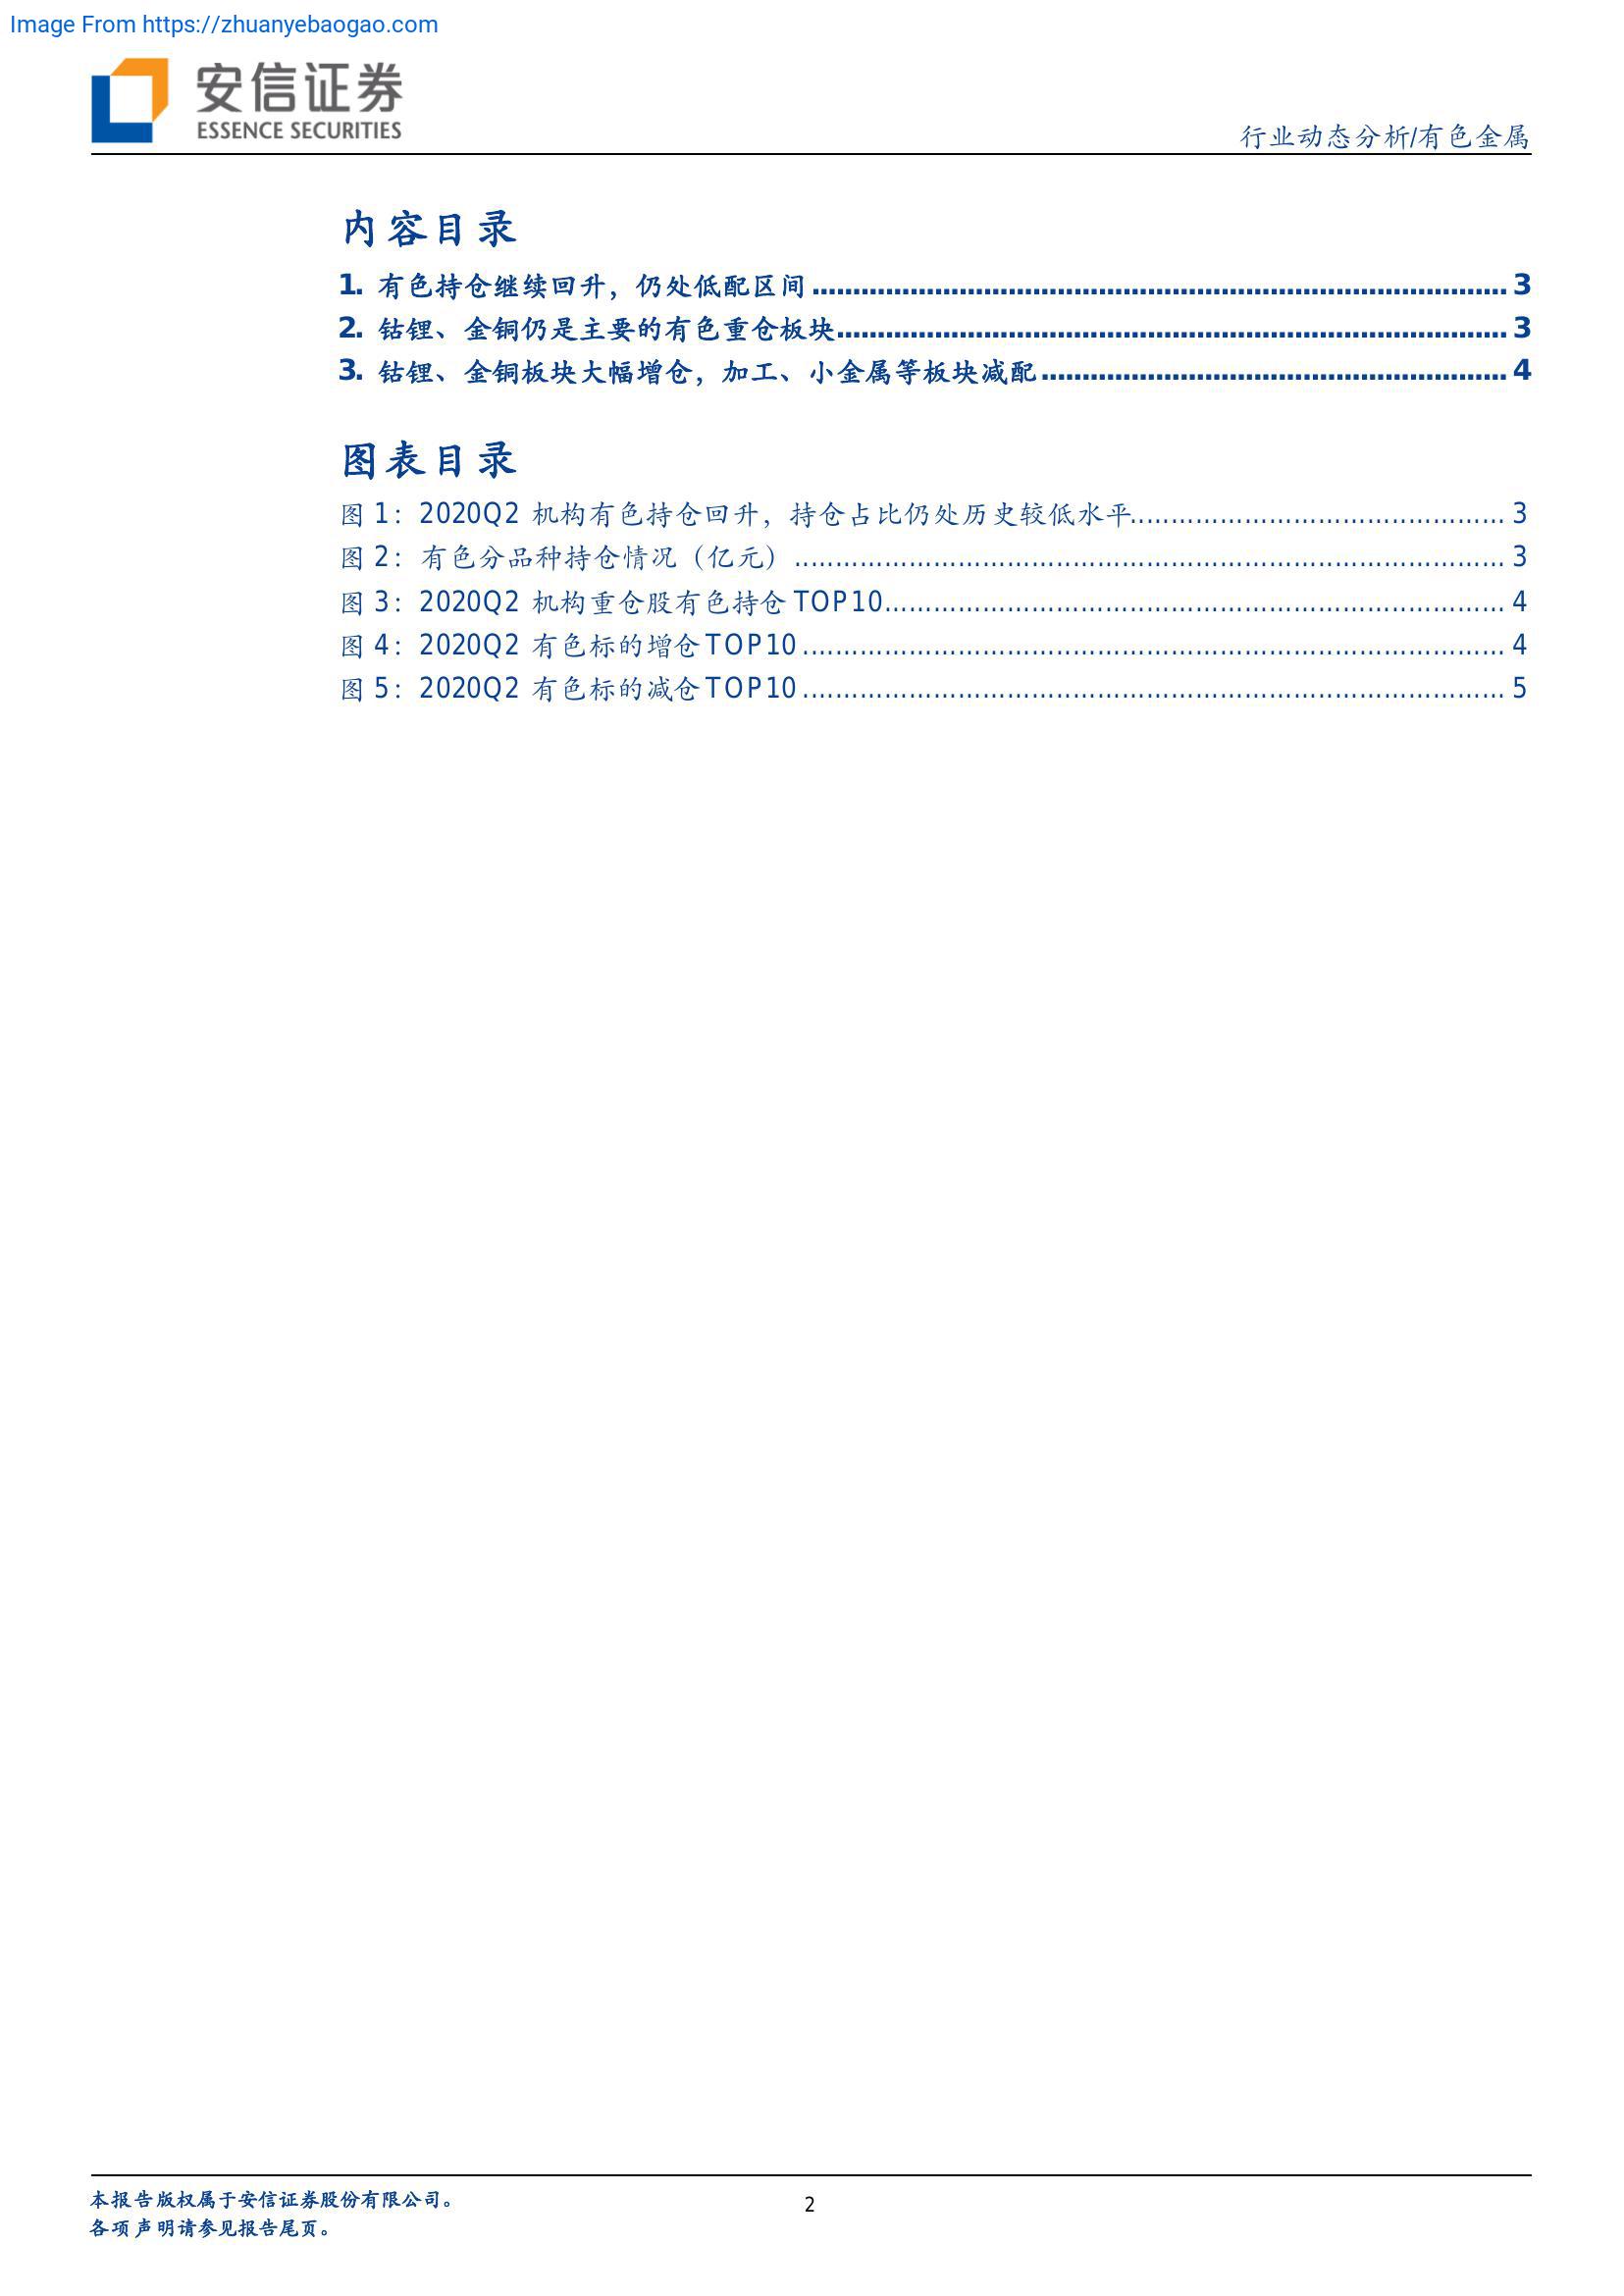 Image From https://zhuanyebaogao.com
安信证券
ESSENCE SECURITIES
行业动态分析/有色金属
内容目录
1. 有色持仓继续回升，仍处低配区间 3
2. 钴锂、金铜仍是主要的有色重仓板块 3
3. 钴锂、金铜板块大幅增仓，加工、小金属等板块减配 4
图表目录
图 1：2020Q2 机构有色持仓回升，持仓占比仍处历史较低水平 3
图 2：有色分品种持仓情况（亿元） 3
图 3：2020Q2 机构重仓股有色持仓 TOP10 4
图 4：2020Q2 有色标的增仓 TOP10 4
图 5：2020Q2 有色标的减仓 TOP10 5
本报告版权属于安信证券股份有限公司。
2
各项声明请参见报告尾页。